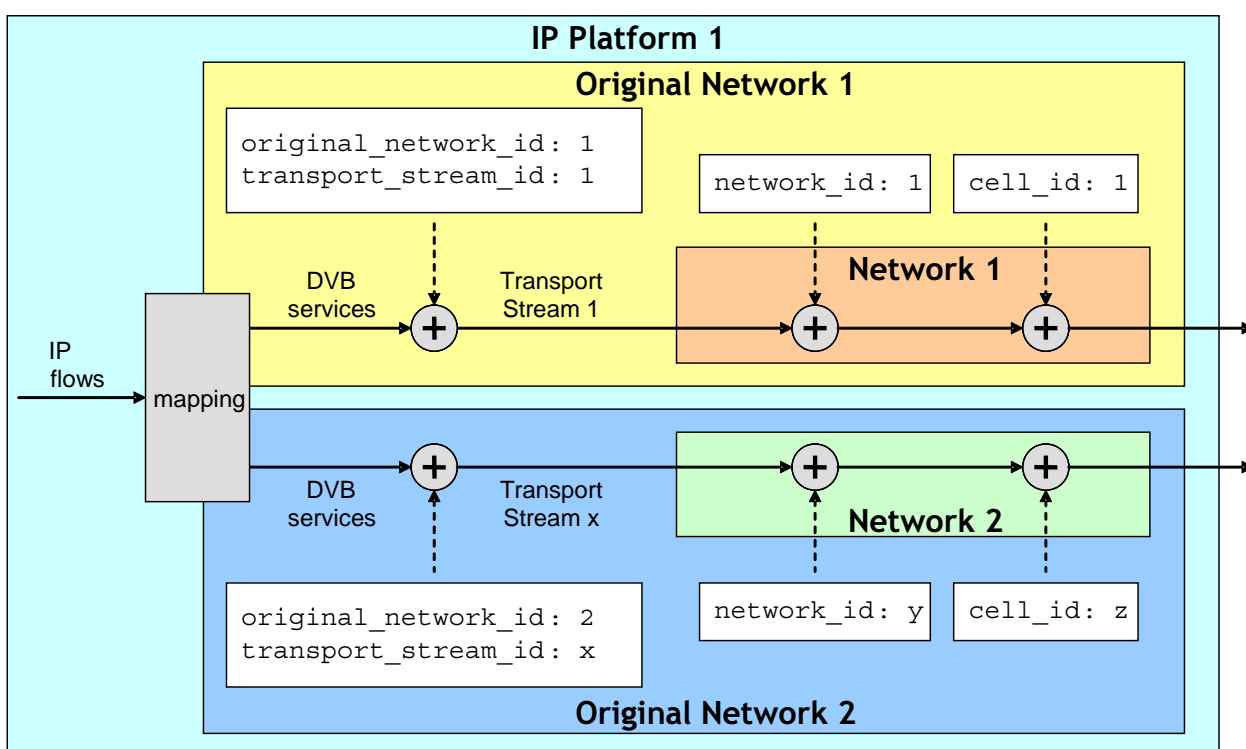 IP Platform 1
Original Network 1
original_network_id: 1
transport_stream_id: 1
network_id: 1
cell_id: 1
Network 1
DVB
services
Transport
Stream 1
+
+
+
IP
flows
mapping
+
+
+
DVB
services
Transport
Stream x
Network 2
original_network_id: 2
transport_stream_id: x
network_id: y
cell_id: z
Original Network 2